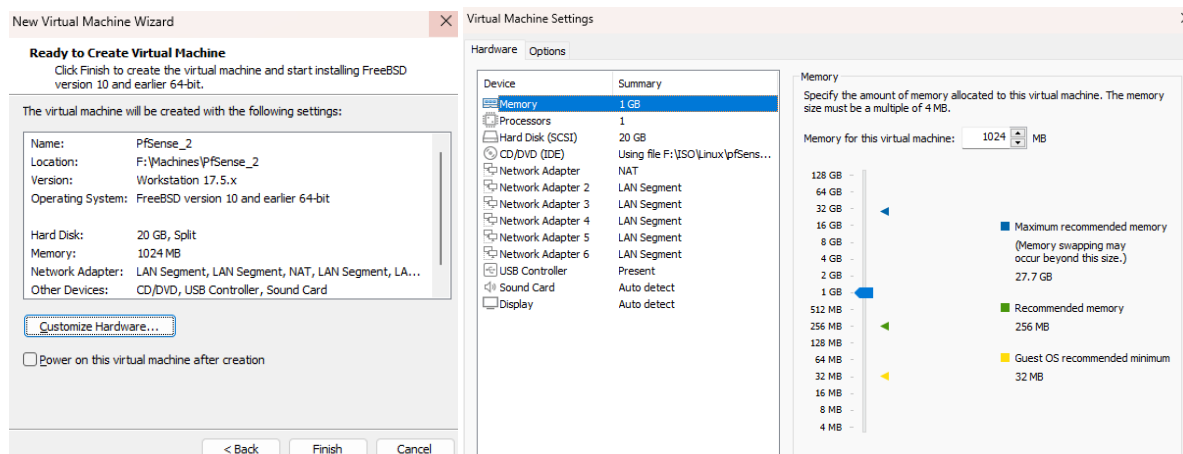 New Virtual Machine Wizard
Ready to Create Virtual Machine
Click Finish to create the virtual machine and start installing FreeBSD
version 10 and earlier 64-bit.
The virtual machine will be created with the following settings:
Name: PfSense_2
Location: F:\Machines\PfSense_2
Version: Workstation 17.5.x
Operating System: FreeBSD version 10 and earlier 64-bit
Hard Disk: 20 GB, Split
Memory: 1024 MB
Network Adapter: LAN Segment, LAN Segment, NAT, LAN Segment, LA...
Other Devices: CD/DVD, USB Controller, Sound Card
Customize Hardware...
Power on this virtual machine after creation
< Back Finish Cancel
Virtual Machine Settings
Hardware Options
Device Summary
Memory 1 GB
Processors 1
Hard Disk (SCSI) 20 GB
CD/DVD (IDE) Using file F:\ISO\Linux\pfSens...
Network Adapter NAT
Network Adapter 2 LAN Segment
Network Adapter 3 LAN Segment
Network Adapter 4 LAN Segment
Network Adapter 5 LAN Segment
Network Adapter 6 LAN Segment
USB Controller Present
Sound Card Auto detect
Display Auto detect
Memory
Specify the amount of memory allocated to this virtual machine. The memory
size must be a multiple of 4 MB.
Memory for this virtual machine: 1024 MB
128 GB
64 GB
32 GB
16 GB
8 GB
4 GB
2 GB
1 GB
512 MB
256 MB
128 MB
64 MB
32 MB
16 MB
8 MB
4 MB
Maximum recommended memory
(Memory swapping may
occur beyond this size.)
27.7 GB
Recommended memory
256 MB
Guest OS recommended minimum
32 MB